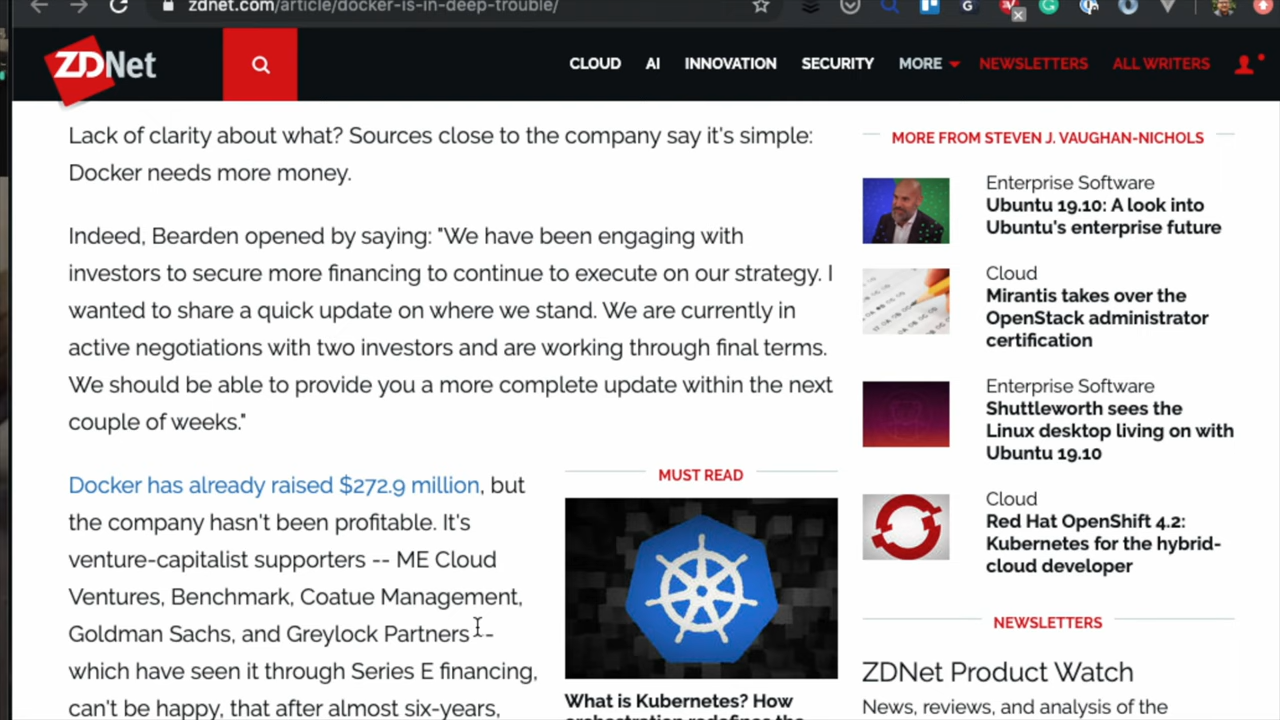 zdnet.com/article/docker-is-in-deep-trouble/
ZDNet
CLOUD AI INNOVATION SECURITY MORE NEWSLETTERS ALL WRITERS
Lack of clarity about what? Sources close to the company say it's simple:
Docker needs more money.
Indeed, Bearden opened by saying: "We have been engaging with
investors to secure more financing to continue to execute on our strategy. I
wanted to share a quick update on where we stand. We are currently in
active negotiations with two investors and are working through final terms.
We should be able to provide you a more complete update within the next
couple of weeks."
Docker has already raised $272.9 million, but
the company hasn't been profitable. It's
venture-capitalist supporters -- ME Cloud
Ventures, Benchmark, Coatue Management,
Goldman Sachs, and Greylock Partners --
which have seen it through Series E financing,
can't be happy, that after almost six-years,
MUST READ
What is Kubernetes? How
orchestration redefines the
MORE FROM STEVEN J. VAUGHAN-NICHOLS
Enterprise Software
Ubuntu 19.10: A look into
Ubuntu's enterprise future
Cloud
Mirantis takes over the
OpenStack administrator
certification
Enterprise Software
Shuttleworth sees the
Linux desktop living on with
Ubuntu 19.10
Cloud
Red Hat OpenShift 4.2:
Kubernetes for the hybrid-
cloud developer
NEWSLETTERS
ZDNet Product Watch
News, reviews, and analysis of the